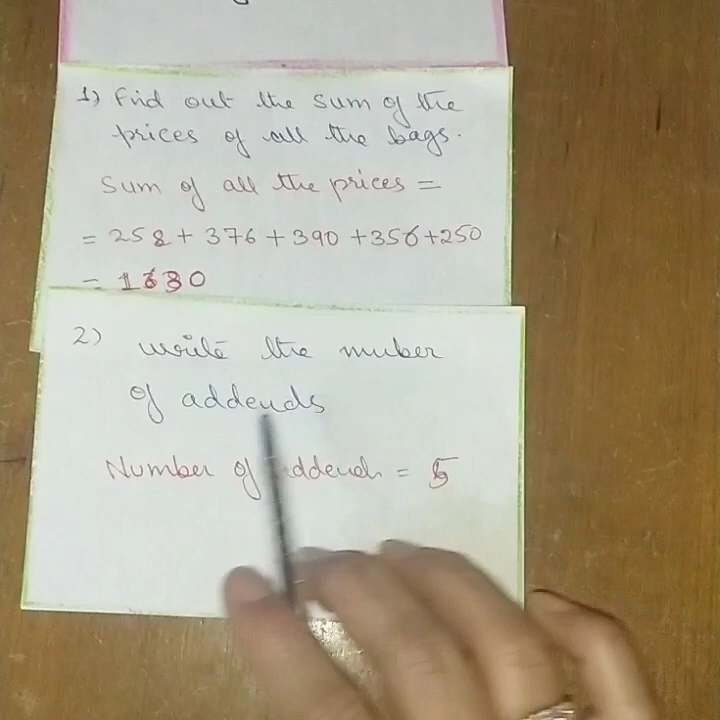 1) Find out the sum of the
prices of all the bags.
Sum of all the prices =
= 258 + 376 + 390 + 356 + 250
= 1630
2) write the muber
of addends
Number of addends = 5